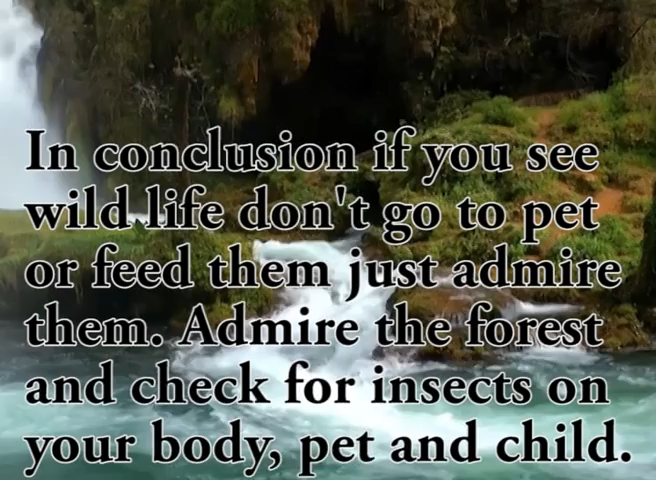 In conclusion if you see
wild life don't go to pet
or feed them just admire
them. Admire the forest
and check for insects on
your body, pet and child.